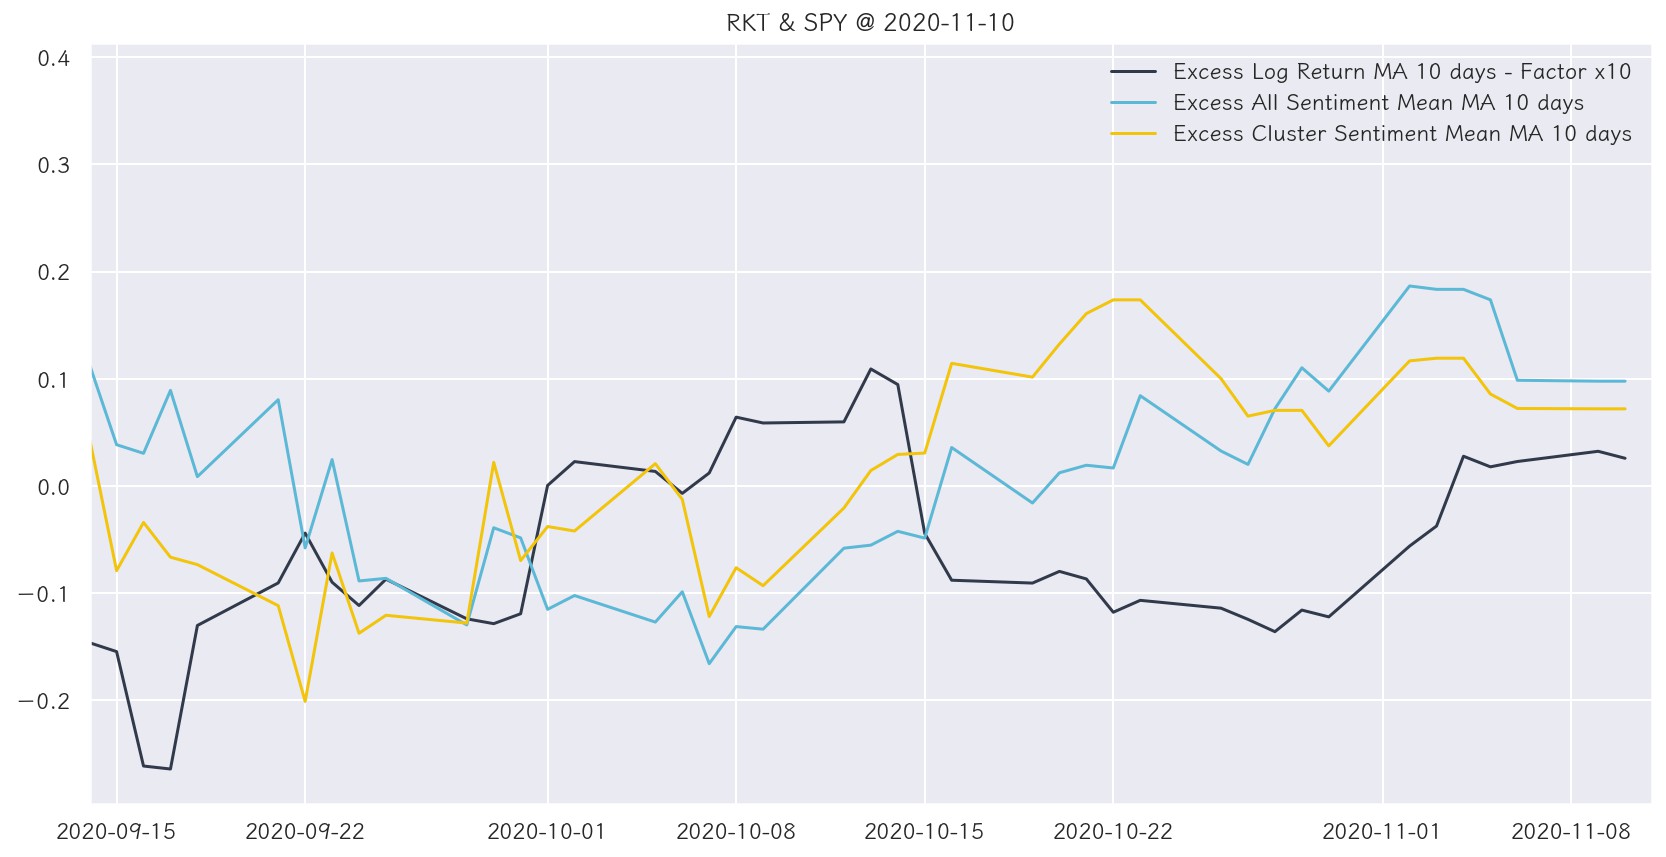 RKT & SPY @ 2020-11-10
Excess Log Return MA 10 days - Factor x10
Excess All Sentiment Mean MA 10 days
Excess Cluster Sentiment Mean MA 10 days
0.4
0.3
0.2
0.1
0.0
−0.1
−0.2
2020-09-15 2020-09-22 2020-10-01 2020-10-08 2020-10-15 2020-10-22 2020-11-01 2020-11-08